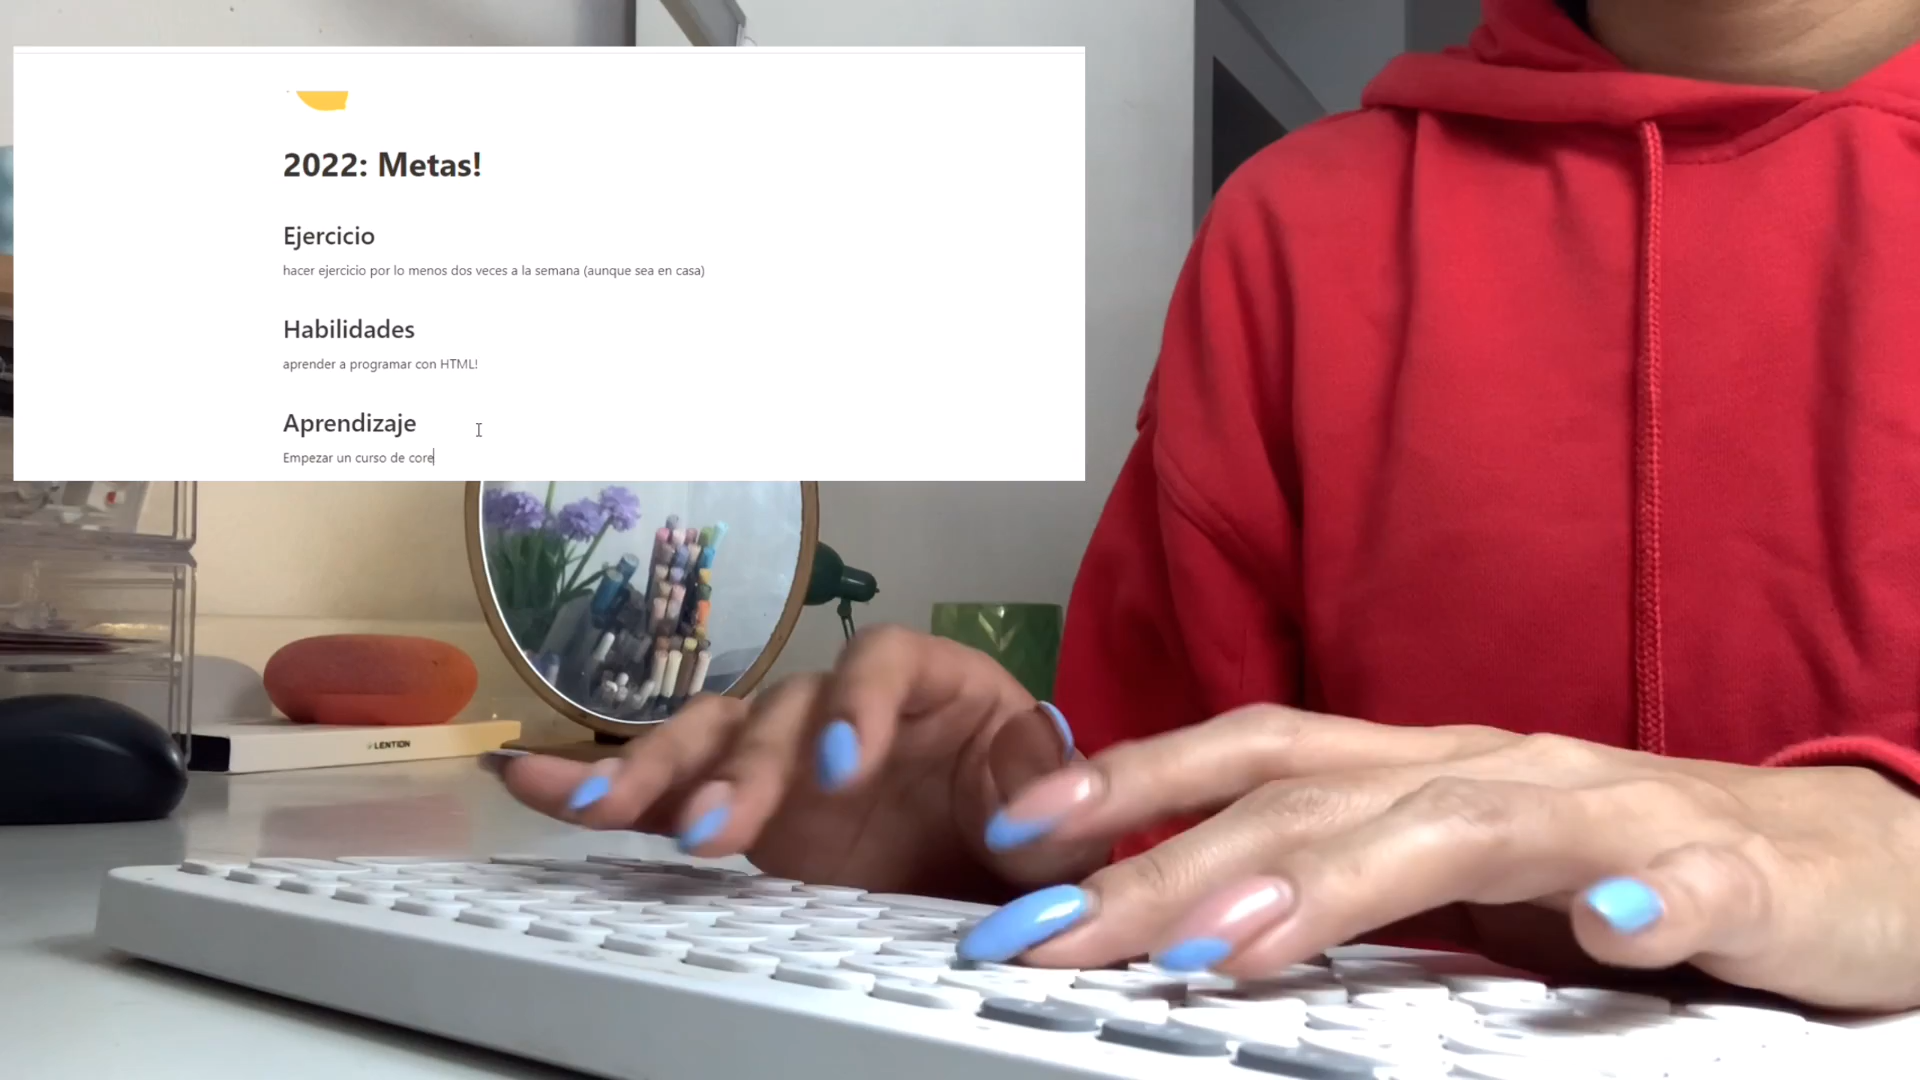 2022: Metas!
Ejercicio
hacer ejercicio por lo menos dos veces a la semana (aunque sea en casa)
Habilidades
aprender a programar con HTML!
Aprendizaje
Empezar un curso de core
LENTION